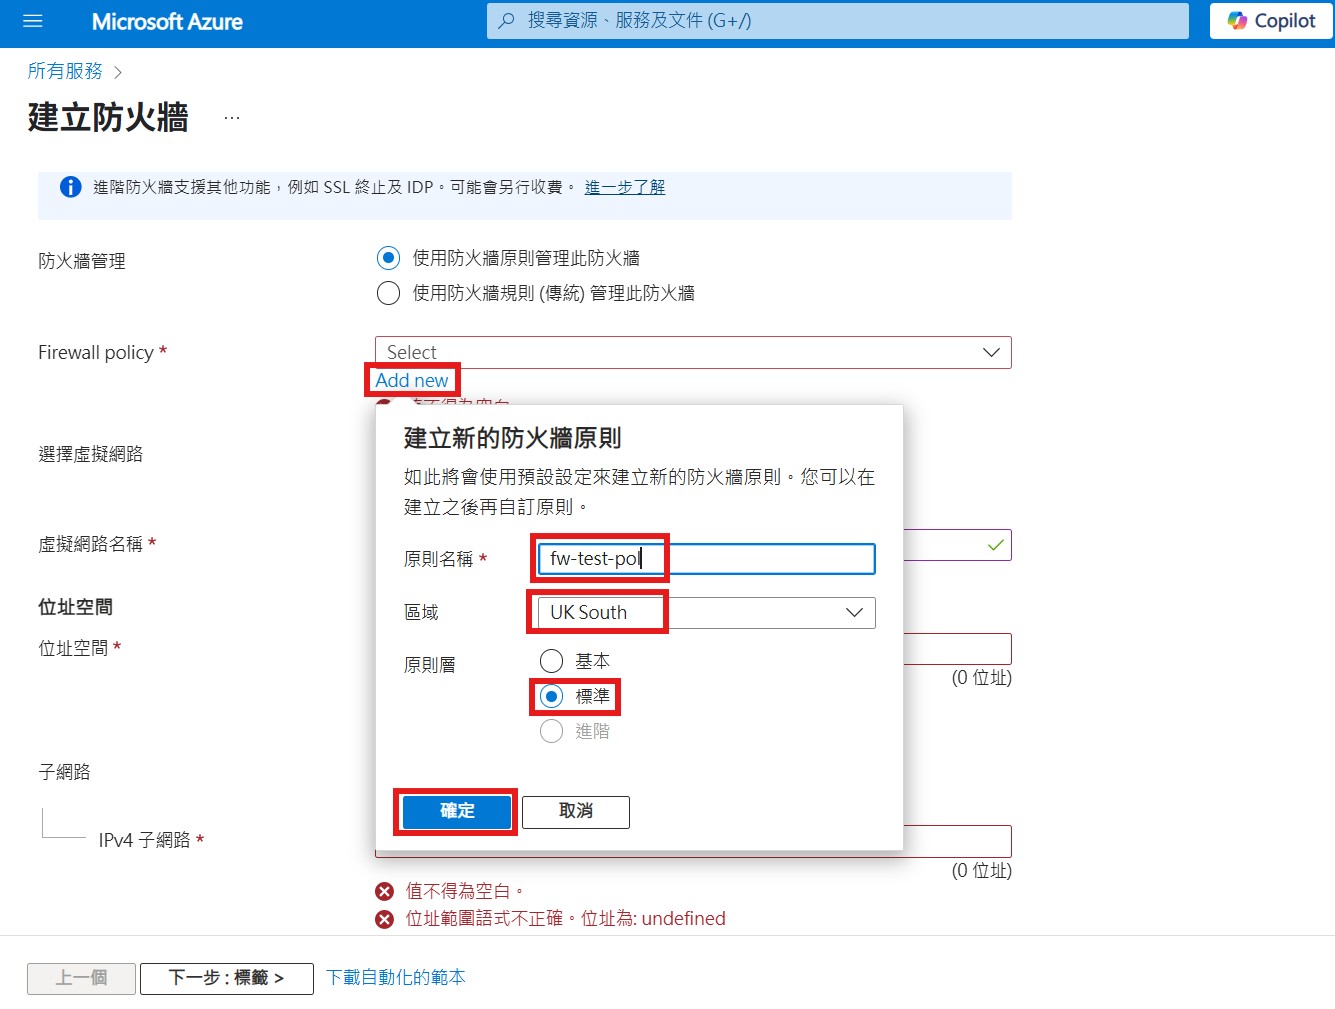 Microsoft Azure
搜尋資源、服務及文件 (G+/)
Copilot
所有服務 >
建立防火牆 ...
進階防火牆支援其他功能，例如 SSL 終止及 IDP。可能會另行收費。 進一步了解
防火牆管理
使用防火牆原則管理此防火牆
使用防火牆規則 (傳統) 管理此防火牆
Firewall policy *
Select
Add new
值不得為空白
建立新的防火牆原則
如此將會使用預設設定來建立新的防火牆原則。您可以在
建立之後再自訂原則。
原則名稱 *
fw-test-pol
區域
UK South
原則層
基本
標準
進階
確定
取消
選擇虛擬網路
虛擬網路名稱 *
位址空間
位址空間 *
(0 位址)
子網路
IPv4 子網路 *
(0 位址)
值不得為空白。
位址範圍語式不正確。位址為: undefined
上一個
下一步 : 標籤 >
下載自動化的範本